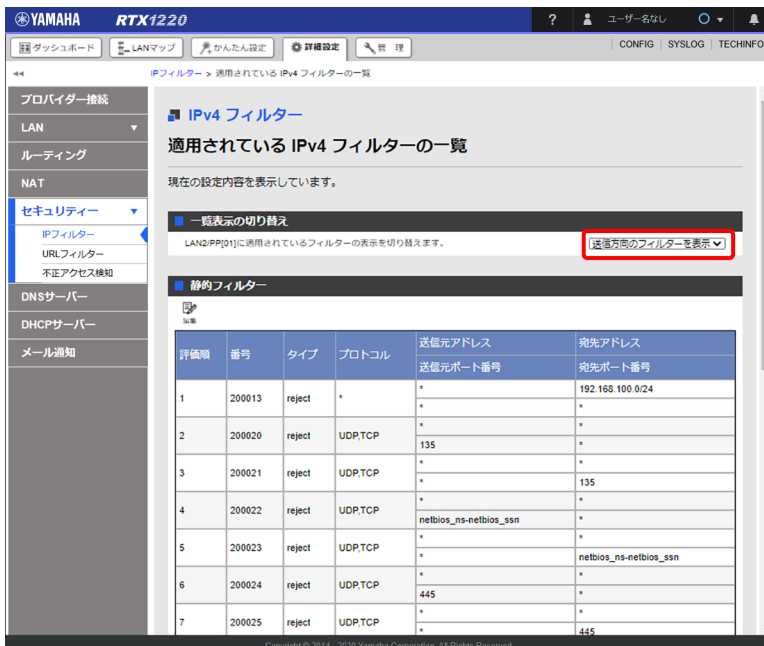 YAMAHA RTX1220 ? ユーザーなし
ダッシュボード LANマップ かんたん設定 詳細設定 管理 CONFIG SYSLOG TECHINFO
IPフィルター > 適用されている IPv4 フィルターの一覧
プロバイダー接続
LAN
ルーティング
NAT
セキュリティー
IPフィルター
URLフィルター
不正アクセス検知
DNSサーバー
DHCPサーバー
メール通知
IPv4 フィルター
適用されている IPv4 フィルターの一覧
現在の設定内容を表示しています。
一覧表示の切り替え
LAN2/PP[01]に適用されているフィルターの表示を切り替えます。 送信方向のフィルターを表示
静的フィルター
編集
評価順 番号 タイプ プロトコル 送信元アドレス 宛先アドレス
送信元ポート番号 宛先ポート番号
1 200013 reject * * 192.168.100.0/24
* *
2 200020 reject UDP,TCP * *
135 *
3 200021 reject UDP,TCP * *
* 135
4 200022 reject UDP,TCP * *
netbios_ns-netbios_ssn *
5 200023 reject UDP,TCP * *
* netbios_ns-netbios_ssn
6 200024 reject UDP,TCP * *
445 *
7 200025 reject UDP,TCP * *
* 445
Copyright © 2014 - 2020 Yamaha Corporation. All Rights Reserved.